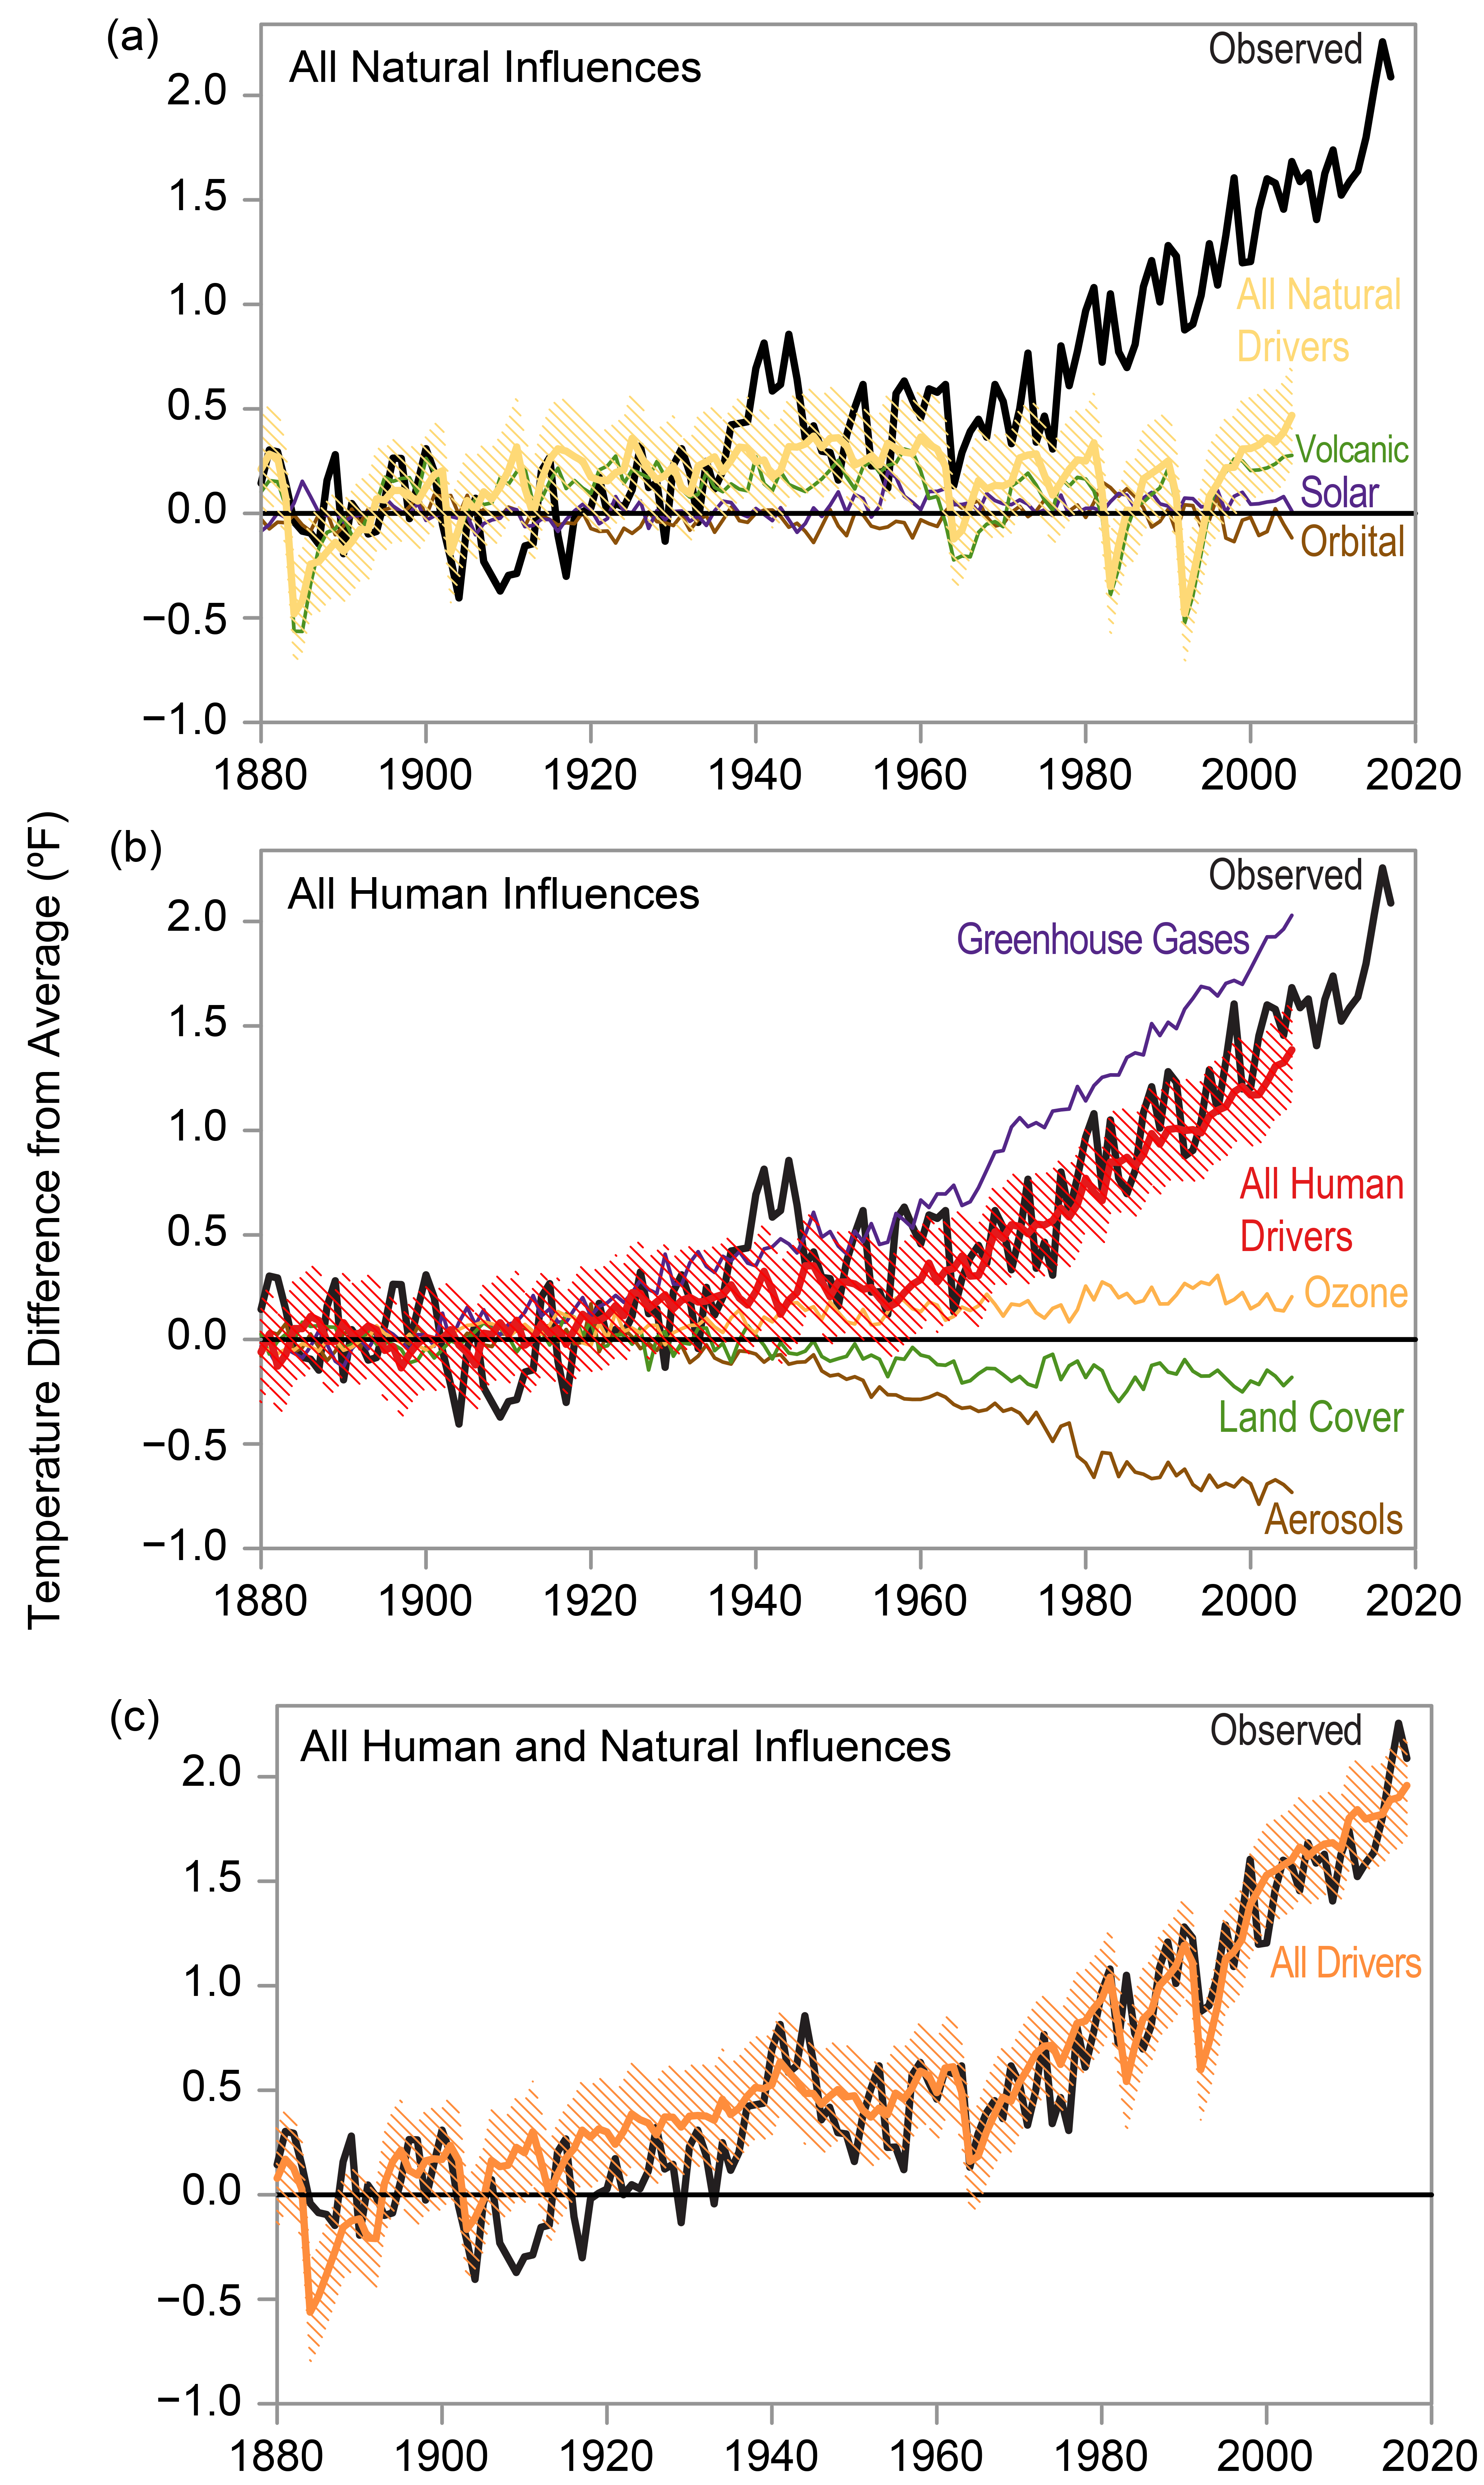 (a)
All Natural Influences
Observed
2.0
1.5
1.0
0.5
0.0
−0.5
−1.0
All Natural
Drivers
Volcanic
Solar
Orbital
1880 1900 1920 1940 1960 1980 2000 2020
Temperature Difference from Average (ºF)
(b)
All Human Influences
Observed
Greenhouse Gases
2.0
1.5
1.0
0.5
0.0
−0.5
−1.0
All Human
Drivers
Ozone
Land Cover
Aerosols
1880 1900 1920 1940 1960 1980 2000 2020
(c)
All Human and Natural Influences
Observed
2.0
1.5
1.0
0.5
0.0
−0.5
−1.0
All Drivers
1880 1900 1920 1940 1960 1980 2000 2020